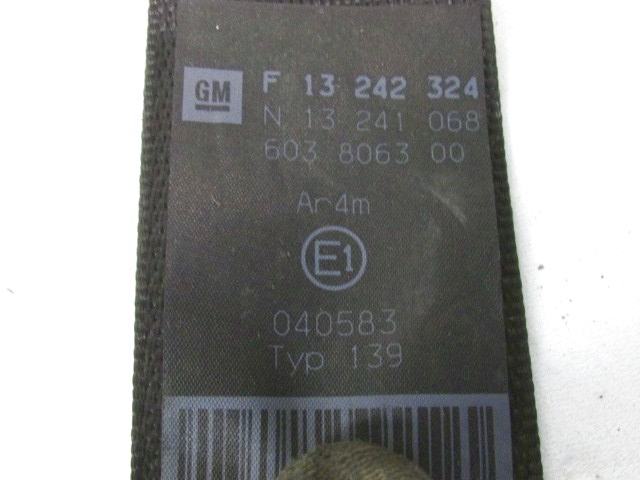 GM F 13 242 324
N 13 241 068
603 8063 00
Ar4m
E1
040583
Typ 139